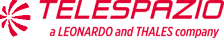 TELESPAZIO
a LEONARDO and THALES company